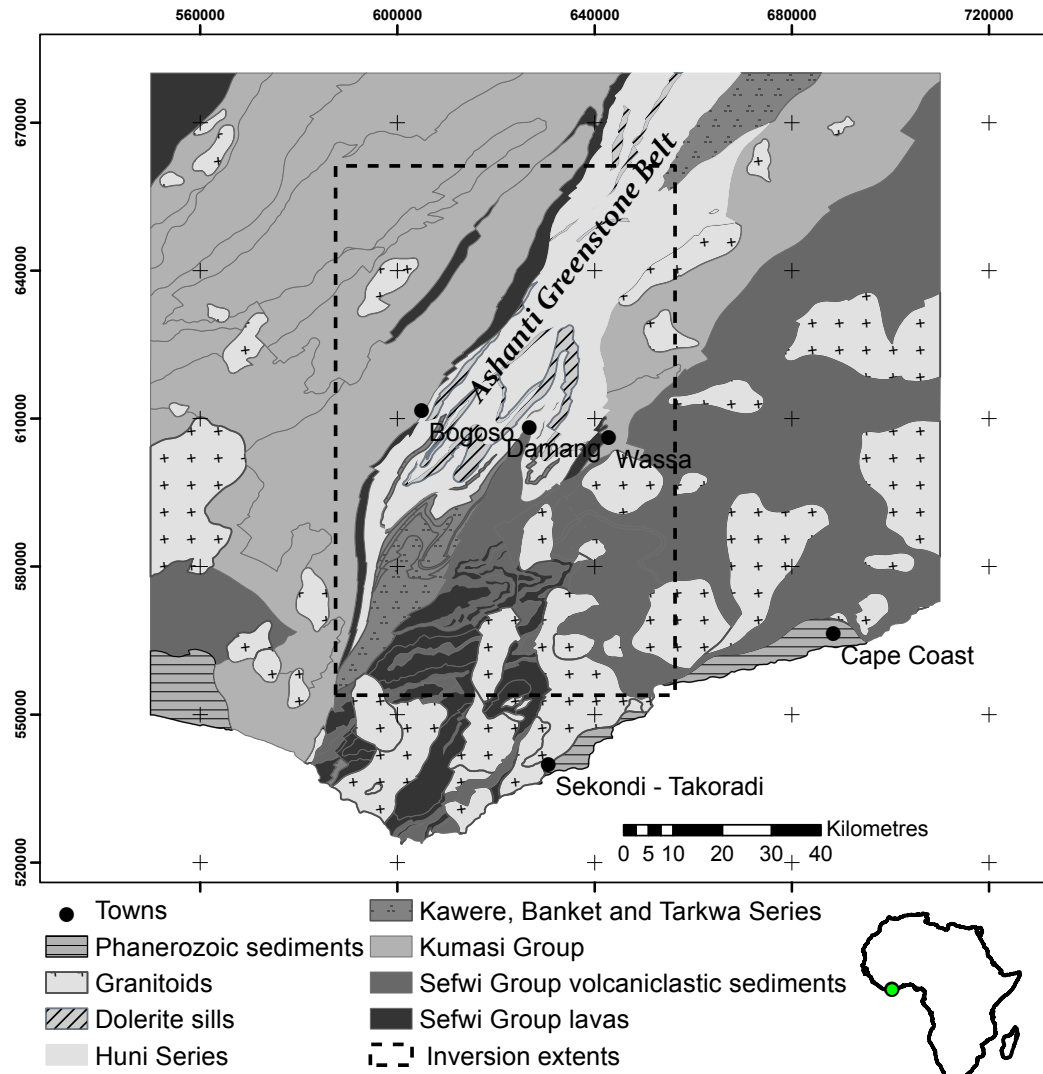 560000 600000 640000 680000 720000
670000
640000
610000
580000
550000
520000
Ashanti Greenstone Belt
Bogoso
Damang
Wassa
Cape Coast
Sekondi - Takoradi
Kilometres
0 5 10 20 30 40
Towns
Phanerozoic sediments
Granitoids
Dolerite sills
Huni Series
Kawere, Banket and Tarkwa Series
Kumasi Group
Sefwi Group volcaniclastic sediments
Sefwi Group lavas
Inversion extents